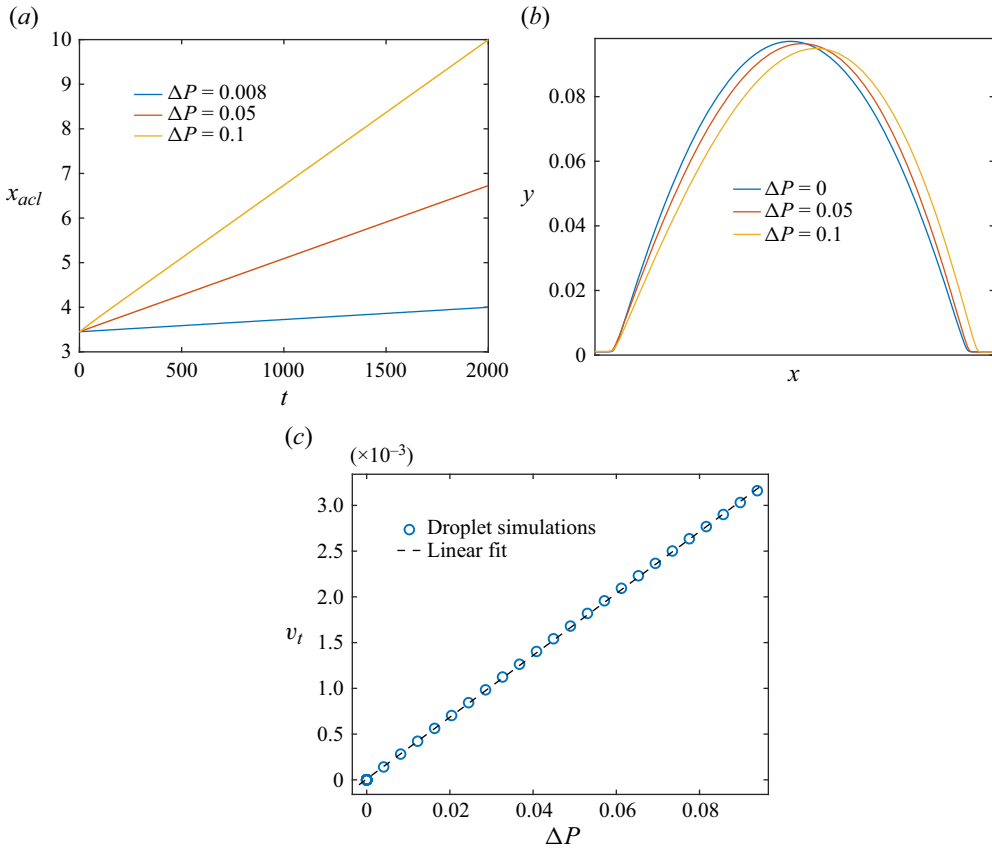 (a)
10
9
8
7
6
5
4
3
x_acl
ΔP = 0.008
ΔP = 0.05
ΔP = 0.1
0 500 1000 1500 2000
t
(b)
0.08
0.06
0.04
0.02
0
y
ΔP = 0
ΔP = 0.05
ΔP = 0.1
x
(c)
(×10⁻³)
3.0
2.5
2.0
1.5
1.0
0.5
0
v_t
Droplet simulations
Linear fit
0 0.02 0.04 0.06 0.08
ΔP